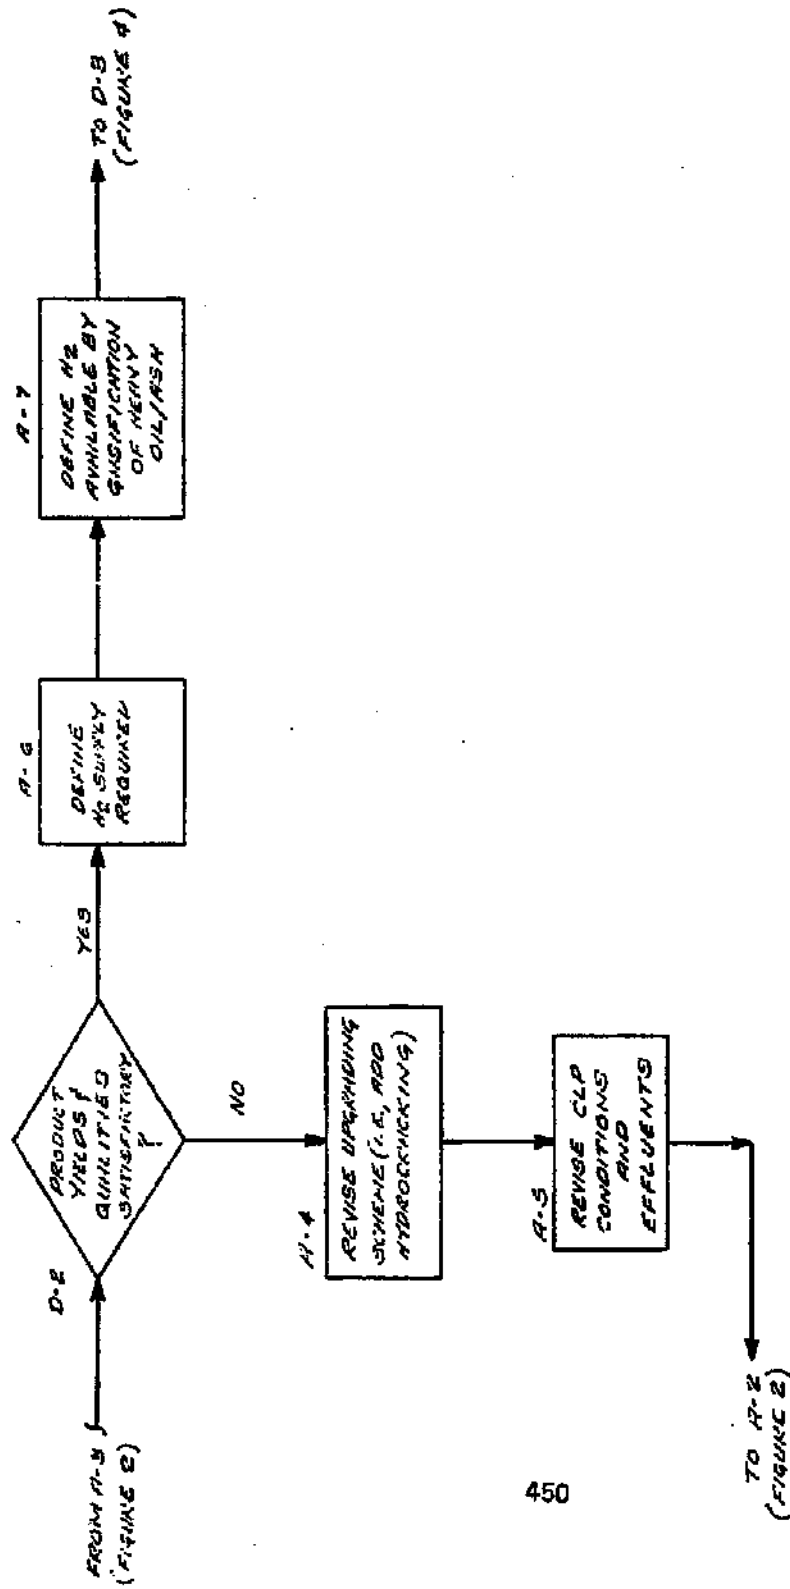 FROM A-3
(FIGURE 2)
D-2
PRODUCT
YIELDS &
QUALITIES
SATISFACTORY
?
YES
A-6
DEFINE
H2 SUPPLY
REQUIRED
A-7
DEFINE H2
AVAILABLE BY
GASIFICATION
OF HEAVY
OIL/ASH
TO D-3
(FIGURE 4)
NO
A-4
REVISE UPGRADING
SCHEME (I.E., ADD
HYDROCRACKING)
A-5
REVISE CLP
CONDITIONS
AND
EFFLUENTS
TO A-2
(FIGURE 2)
450